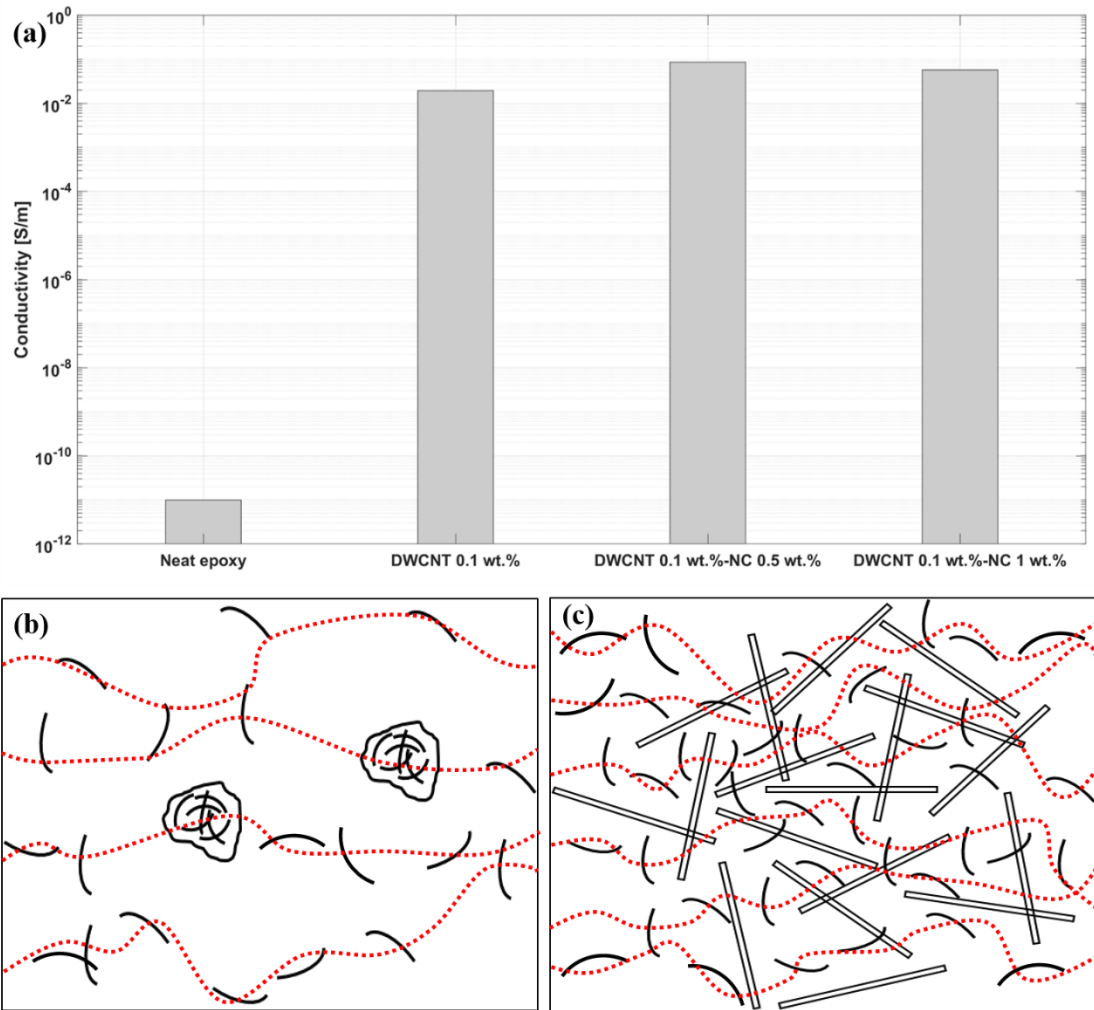 (a)
10^0
10^-2
10^-4
10^-6
10^-8
10^-10
10^-12
Conductivity [S/m]
Neat epoxy
DWCNT 0.1 wt.%
DWCNT 0.1 wt.%-NC 0.5 wt.%
DWCNT 0.1 wt.%-NC 1 wt.%
(b)
(c)